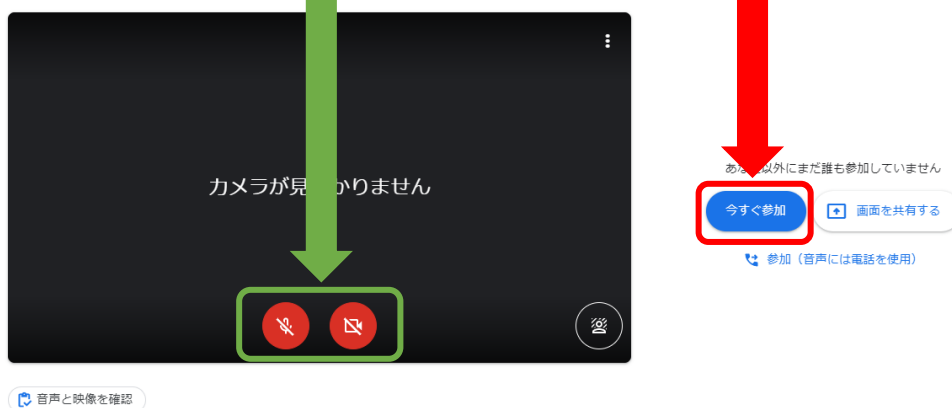 カメラが見かりません
あな以外にまだ誰も参加していません
今すぐ参加
画面を共有する
参加（音声には電話を使用）
音声と映像を確認